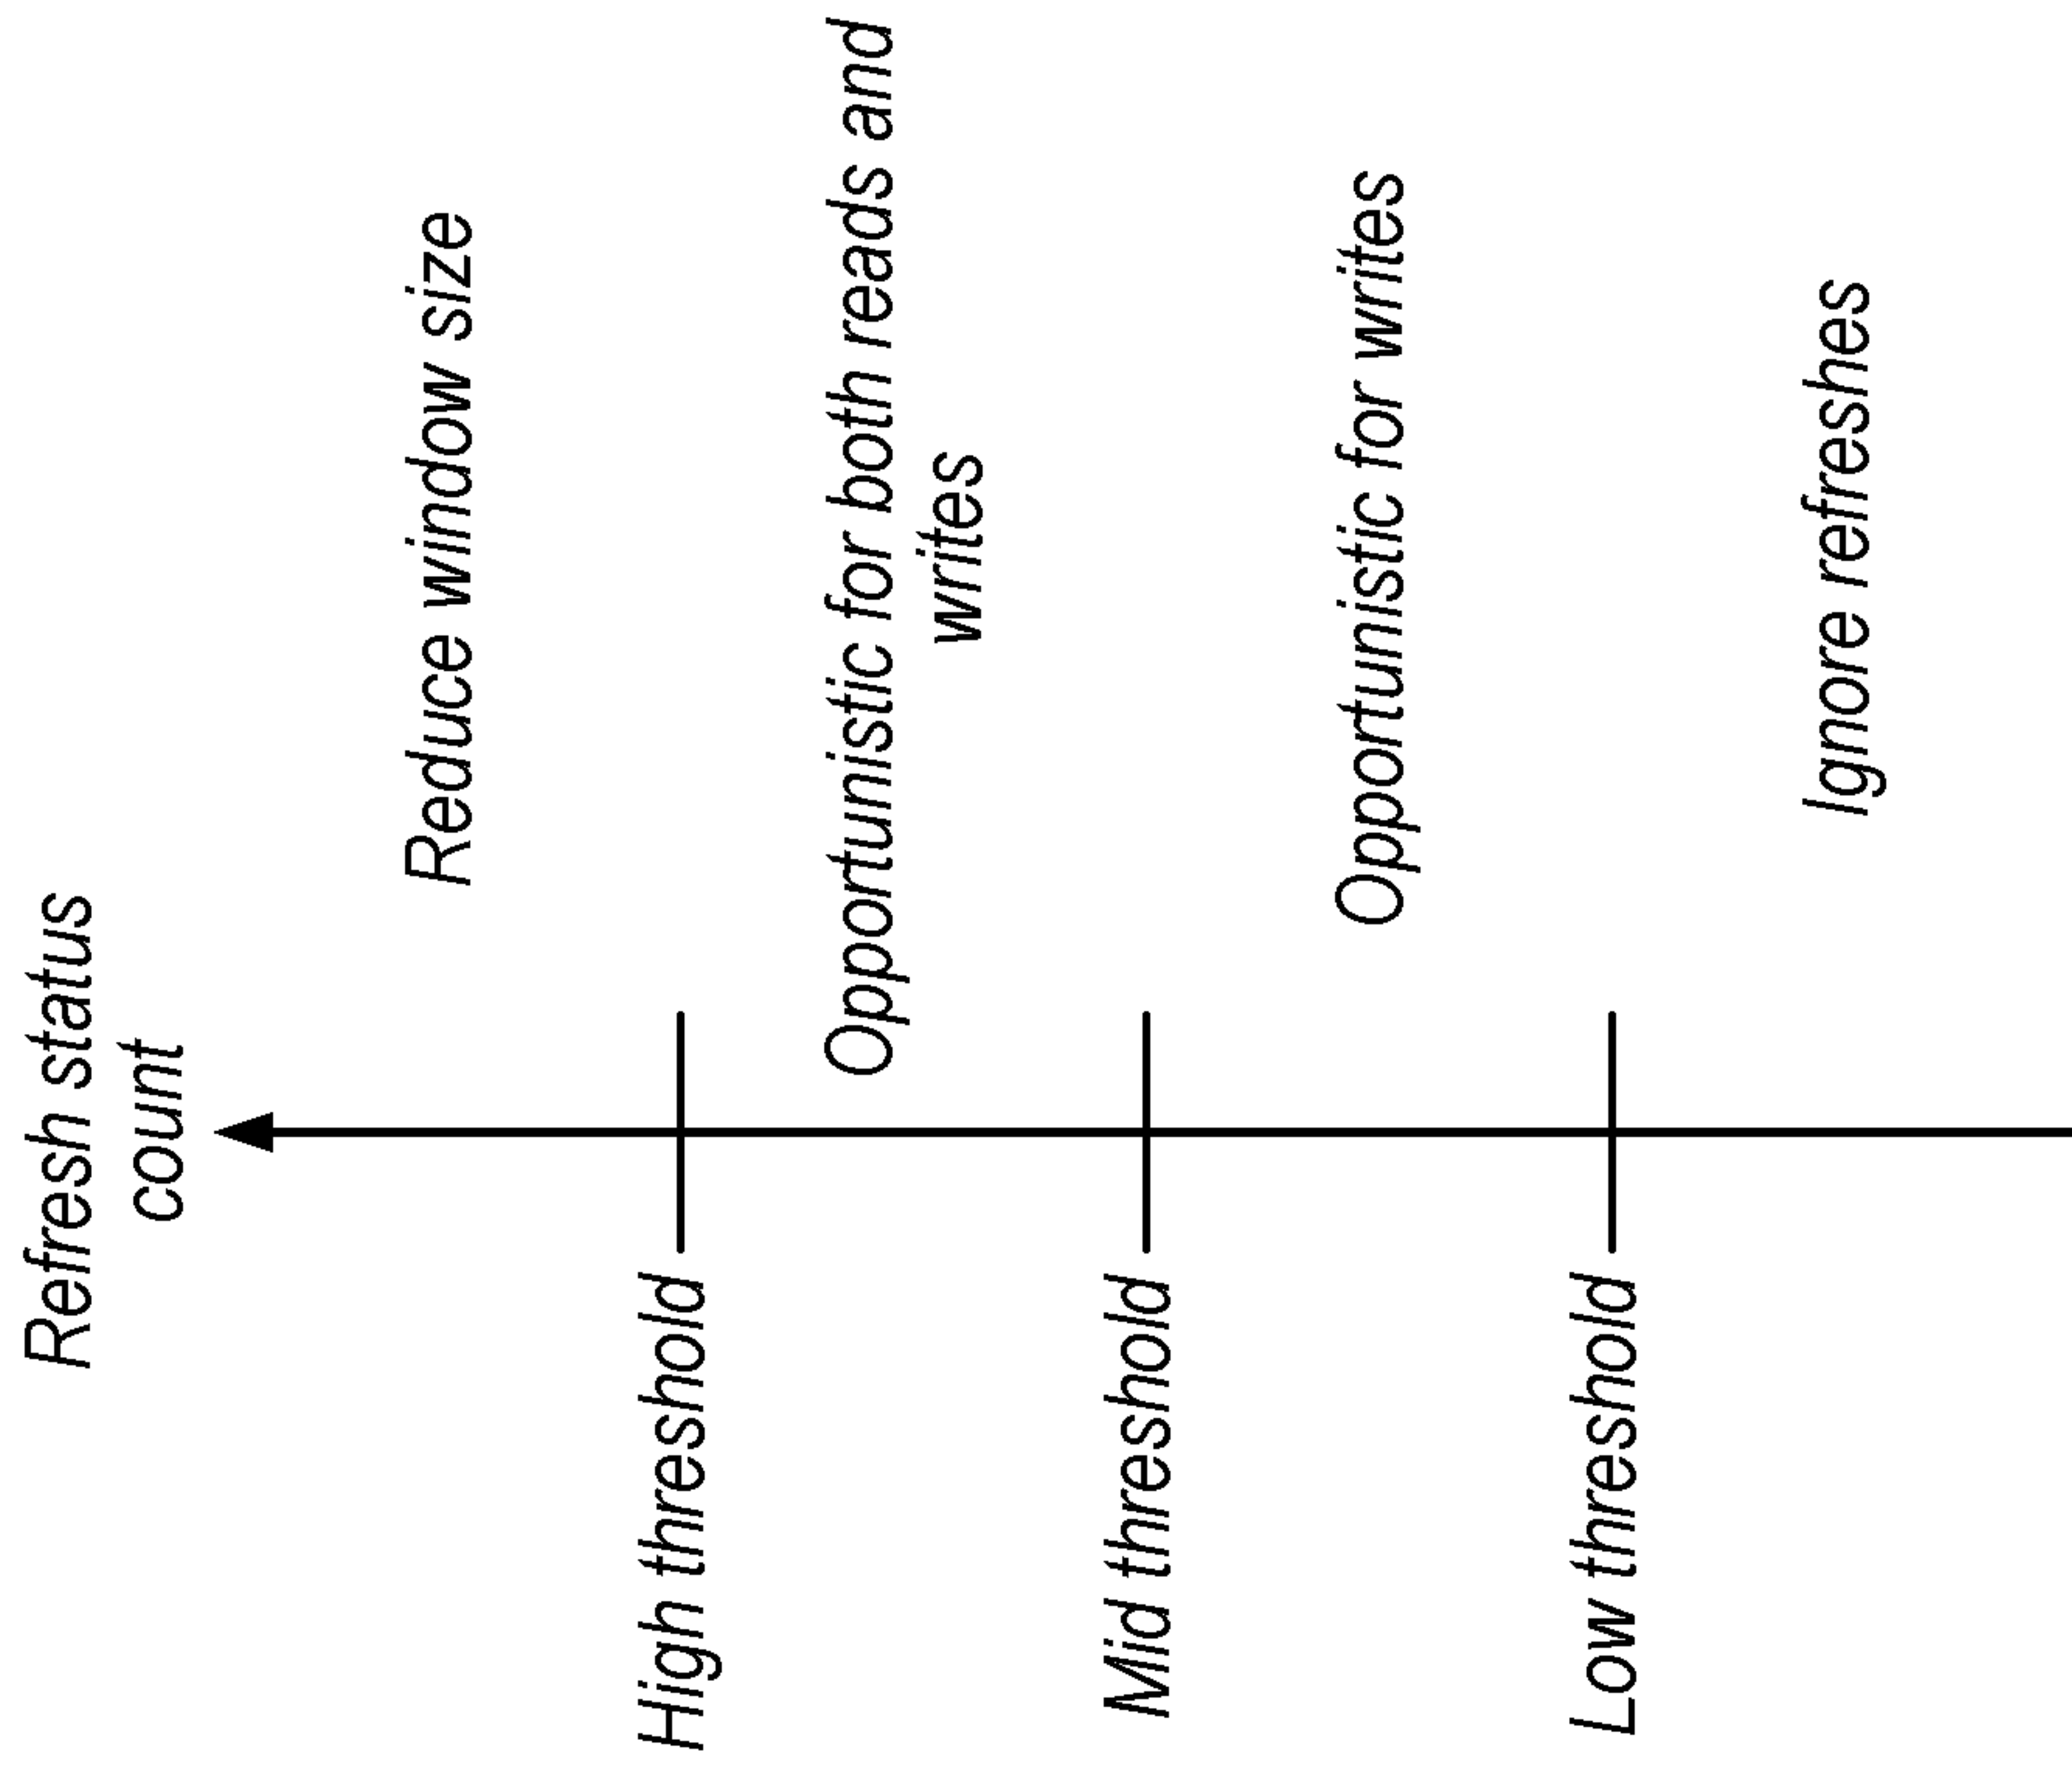 Refresh status
count
Reduce window size
High threshold
Opportunistic for both reads and
writes
Mid threshold
Opportunistic for writes
Low threshold
Ignore refreshes